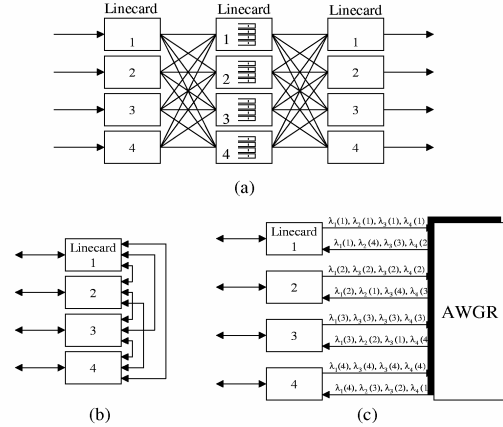 Linecard Linecard Linecard
1 1 1
2 2 2
3 3 3
4 4 4
(a)
Linecard
1
2
3
4
(b)
Linecard
1
2
3
4
λ₁(1), λ₂(1), λ₃(1), λ₄(1)
λ₁(1), λ₂(4), λ₃(3), λ₄(2
λ₁(2), λ₃(2), λ₂(2), λ₄(2)
λ₁(2), λ₂(1), λ₃(4), λ₄(3
λ₁(3), λ₃(3), λ₃(3), λ₄(3)
λ₁(3), λ₂(2), λ₃(1), λ₄(4
λ₁(4), λ₃(4), λ₃(4), λ₄(4)
λ₁(4), λ₂(3), λ₃(2), λ₄(1
AWGR
(c)